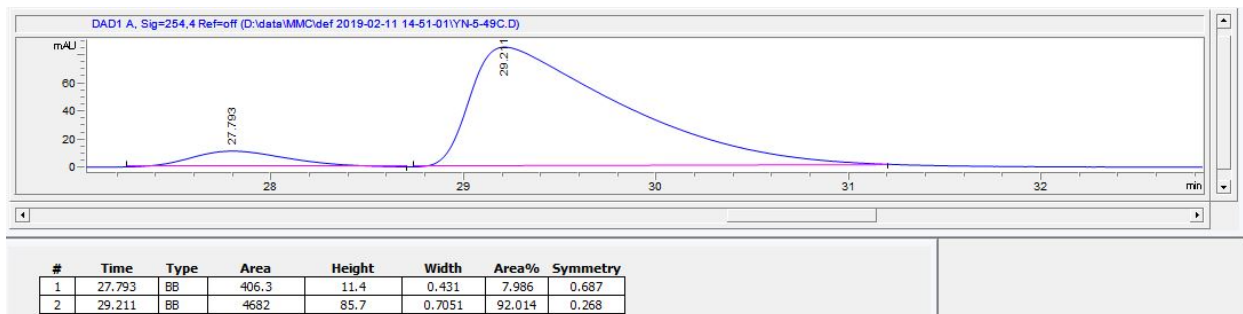 DAD1 A, Sig=254,4 Ref=off (D:\data\MMC\def 2019-02-11 14-51-01\YN-5-49C.D)
mAU
60
40
20
0
27.793
29.211
28 29 30 31 32 min
# Time Type Area Height Width Area% Symmetry
1 27.793 BB 406.3 11.4 0.431 7.986 0.687
2 29.211 BB 4682 85.7 0.7051 92.014 0.268